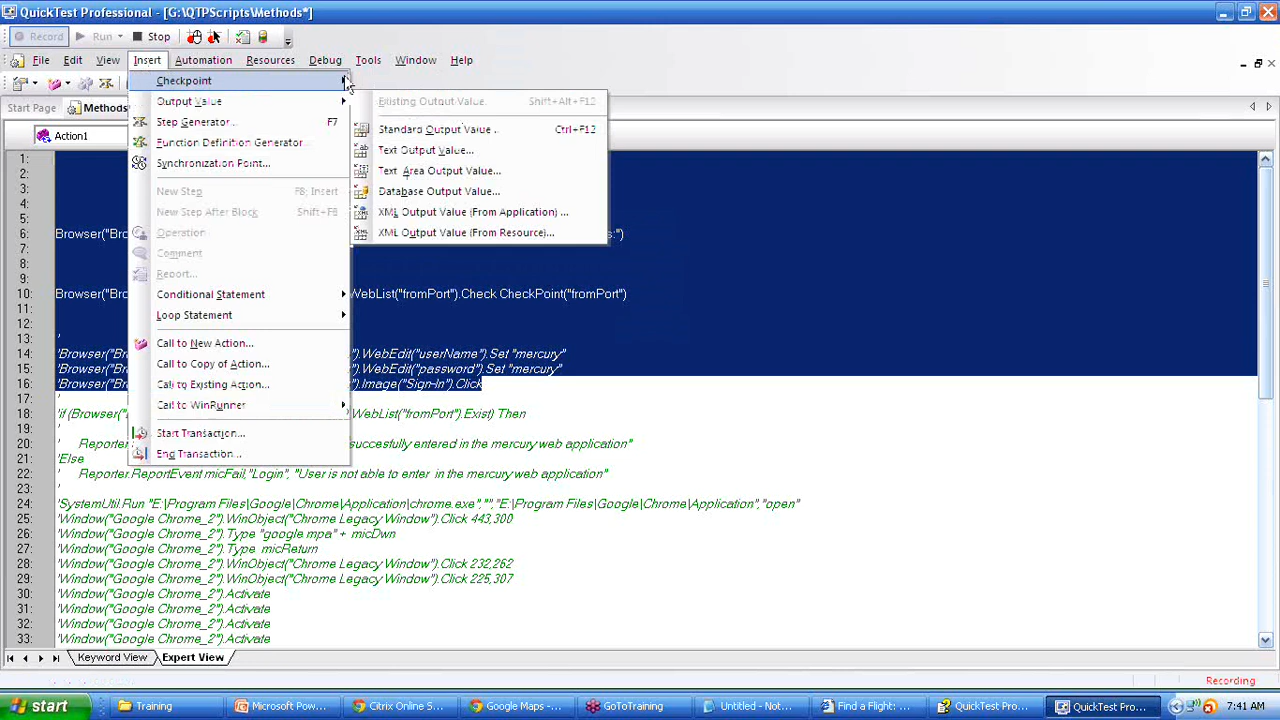 QuickTest Professional - [G:\QTPScripts\Methods*]
Record Run Stop
File Edit View Insert Automation Resources Debug Tools Window Help
Start Page Methods
Action1
Checkpoint
Output Value
Step Generator... F7
Function Definition Generator...
Synchronization Point...
New Step F8; Insert
New Step After Block Shift+F8
Operation
Comment
Report...
Conditional Statement
Loop Statement
Call to New Action...
Call to Copy of Action...
Call to Existing Action...
Call to WinRunner
Start Transaction...
End Transaction...
Existing Output Value... Shift+Alt+F12
Standard Output Value... Ctrl+F12
Text Output Value...
Text Area Output Value...
Database Output Value...
XML Output Value (From Application) ...
XML Output Value (From Resource)...
1:
2:
3:
4:
5:
6: Browser("Bro :")
7:
8:
9:
10: Browser("Bro WebList("fromPort").Check CheckPoint("fromPort")
11:
12:
13: '
14: 'Browser("Br ").WebEdit("userName").Set "mercury"
15: 'Browser("Br ").WebEdit("password").Set "mercury"
16: 'Browser("Br ").Image("Sign-In").Click
17: '
18: 'if (Browser(" WebList("fromPort").Exist) Then
19: '
20: ' Reporter. succesfully entered in the mercury web application"
21: 'Else
22: ' Reporter.ReportEvent micFail,"Login", "User is not able to enter in the mercury web application"
23: '
24: 'SystemUtil.Run "E:\Program Files\Google\Chrome\Application\chrome.exe","","E:\Program Files\Google\Chrome\Application","open"
25: 'Window("Google Chrome_2").WinObject("Chrome Legacy Window").Click 443,300
26: 'Window("Google Chrome_2").Type "google mpa" + micDwn
27: 'Window("Google Chrome_2").Type micReturn
28: 'Window("Google Chrome_2").WinObject("Chrome Legacy Window").Click 232,262
29: 'Window("Google Chrome_2").WinObject("Chrome Legacy Window").Click 225,307
30: 'Window("Google Chrome_2").Activate
31: 'Window("Google Chrome_2").Activate
32: 'Window("Google Chrome_2").Activate
33: 'Window("Google Chrome_2").Activate
Keyword View Expert View
Recording
start Training Microsoft Pow... Citrix Online - S... Google Maps - ... GoToTraining Untitled - Not... Find a Flight: ... QuickTest Pro... QuickTest Pro... 7:41 AM